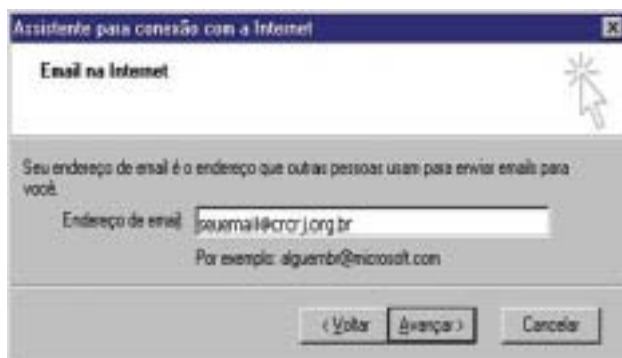 Assistente para conexão com a Internet
Email na Internet
Seu endereço de email é o endereço que outras pessoas usam para enviar emails para
você.
Endereço de email:
seuemail@crcrj.org.br
Por exemplo: alguembr@microsoft.com
< Voltar
Avançar >
Cancelar